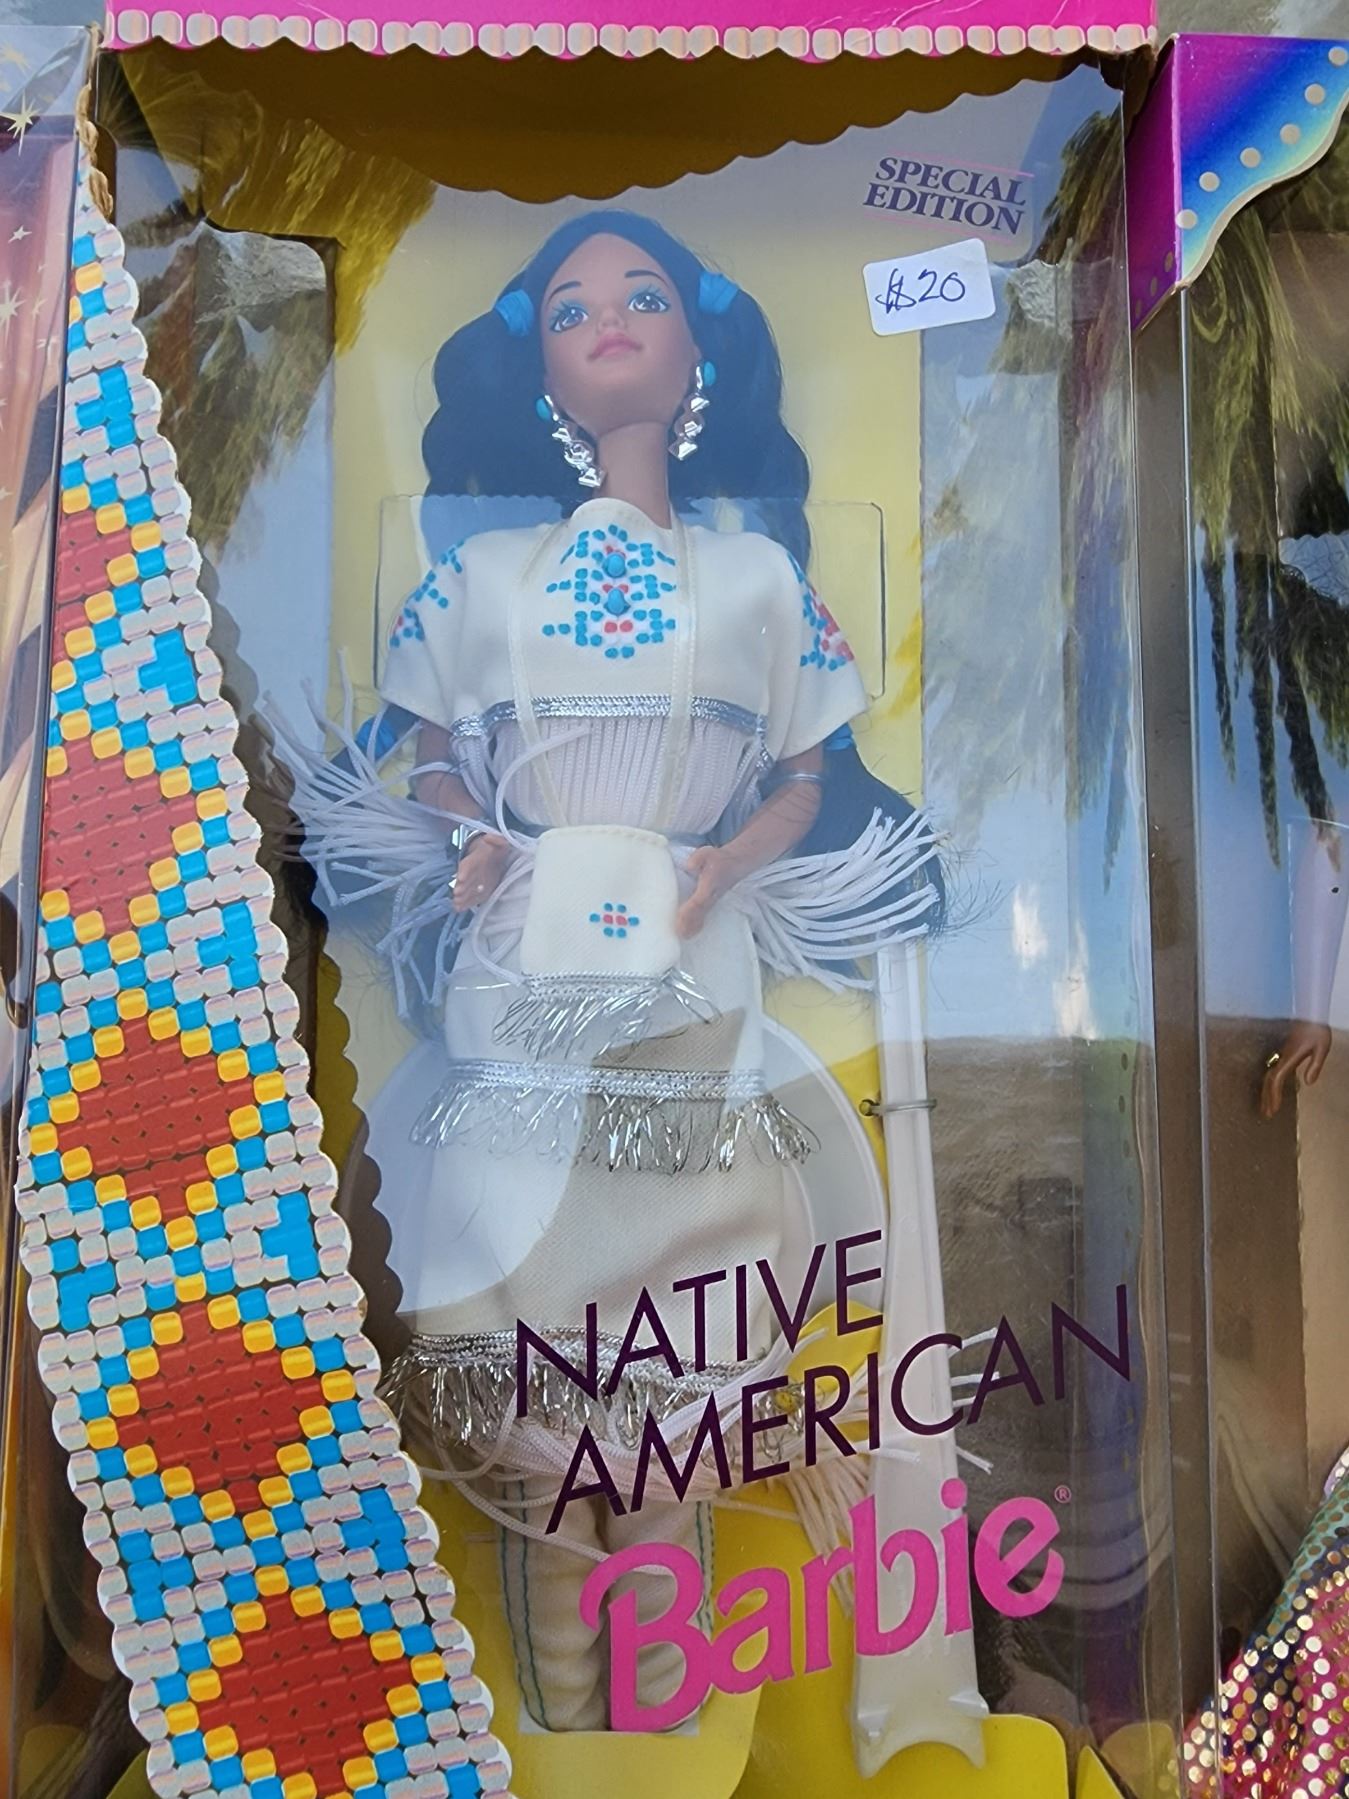 SPECIAL
EDITION
$20
NATIVE
AMERICAN
Barbie®